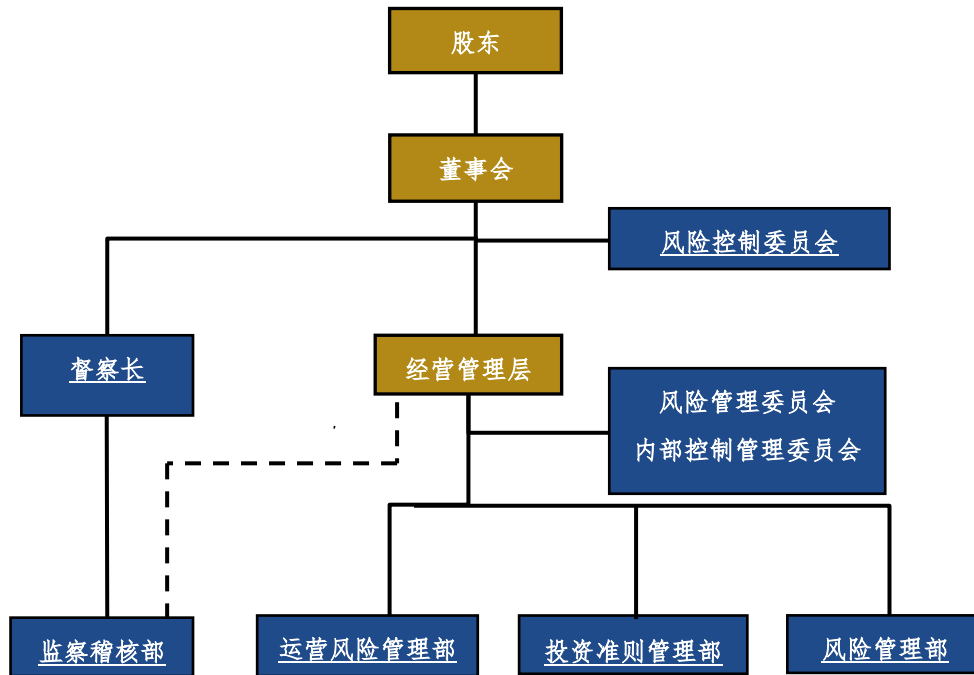 股东
董事会
风险控制委员会
督察长
经营管理层
风险管理委员会
内部控制管理委员会
监察稽核部
运营风险管理部
投资准则管理部
风险管理部